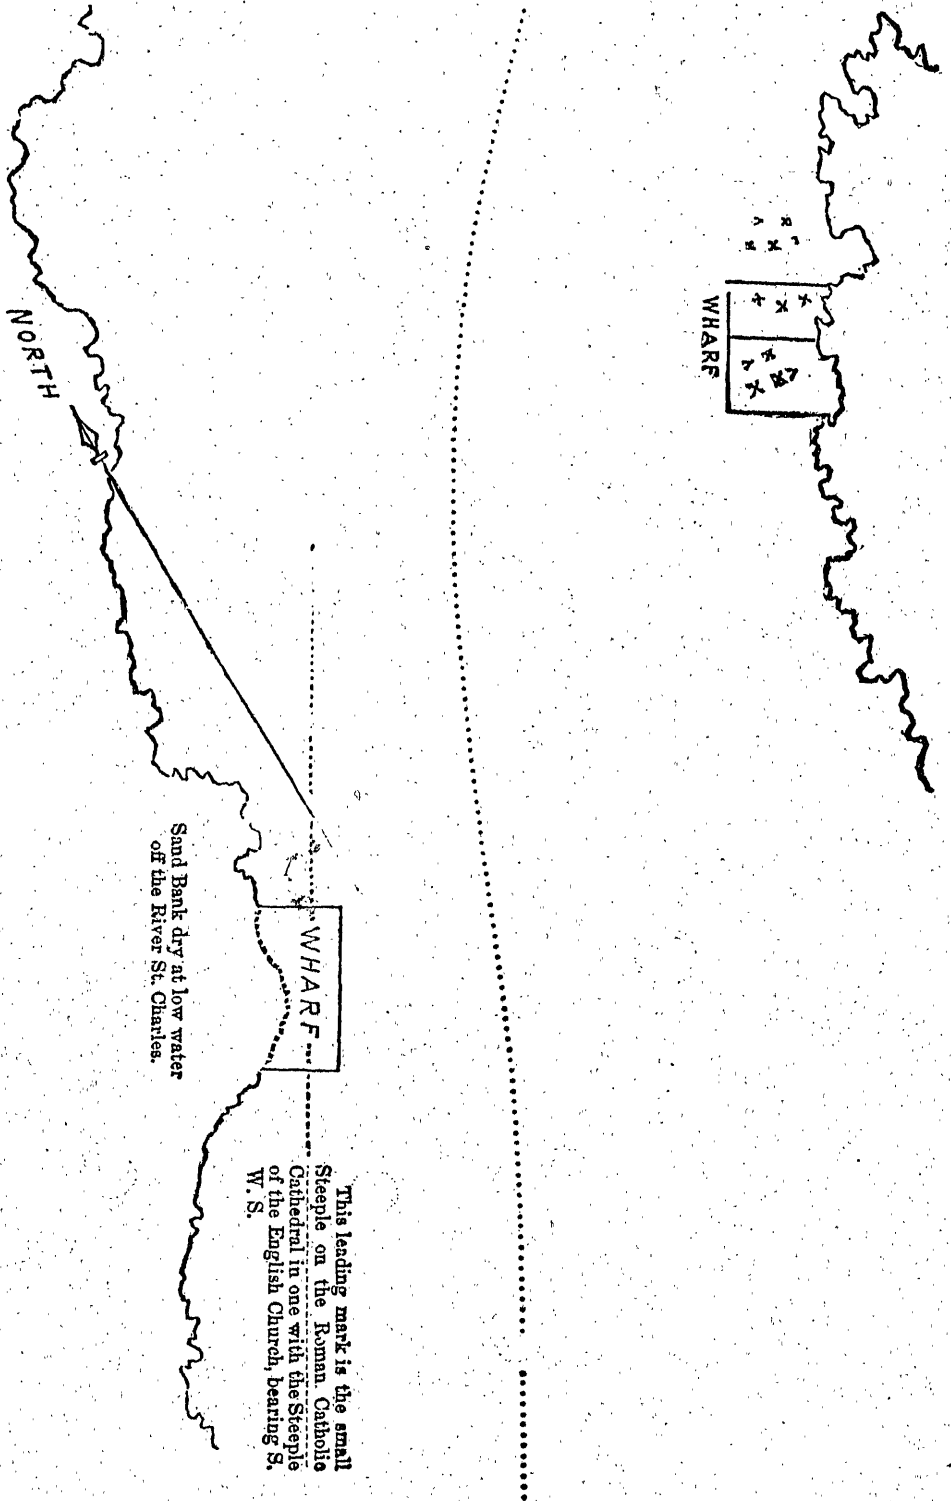 WHARF
NORTH
WHARF
Sand Bank dry at low water
off the River St. Charles.
This leading mark is the small
Steeple on the Roman Catholic
Cathedral in one with the Steeple
of the English Church, bearing S.
W. S.